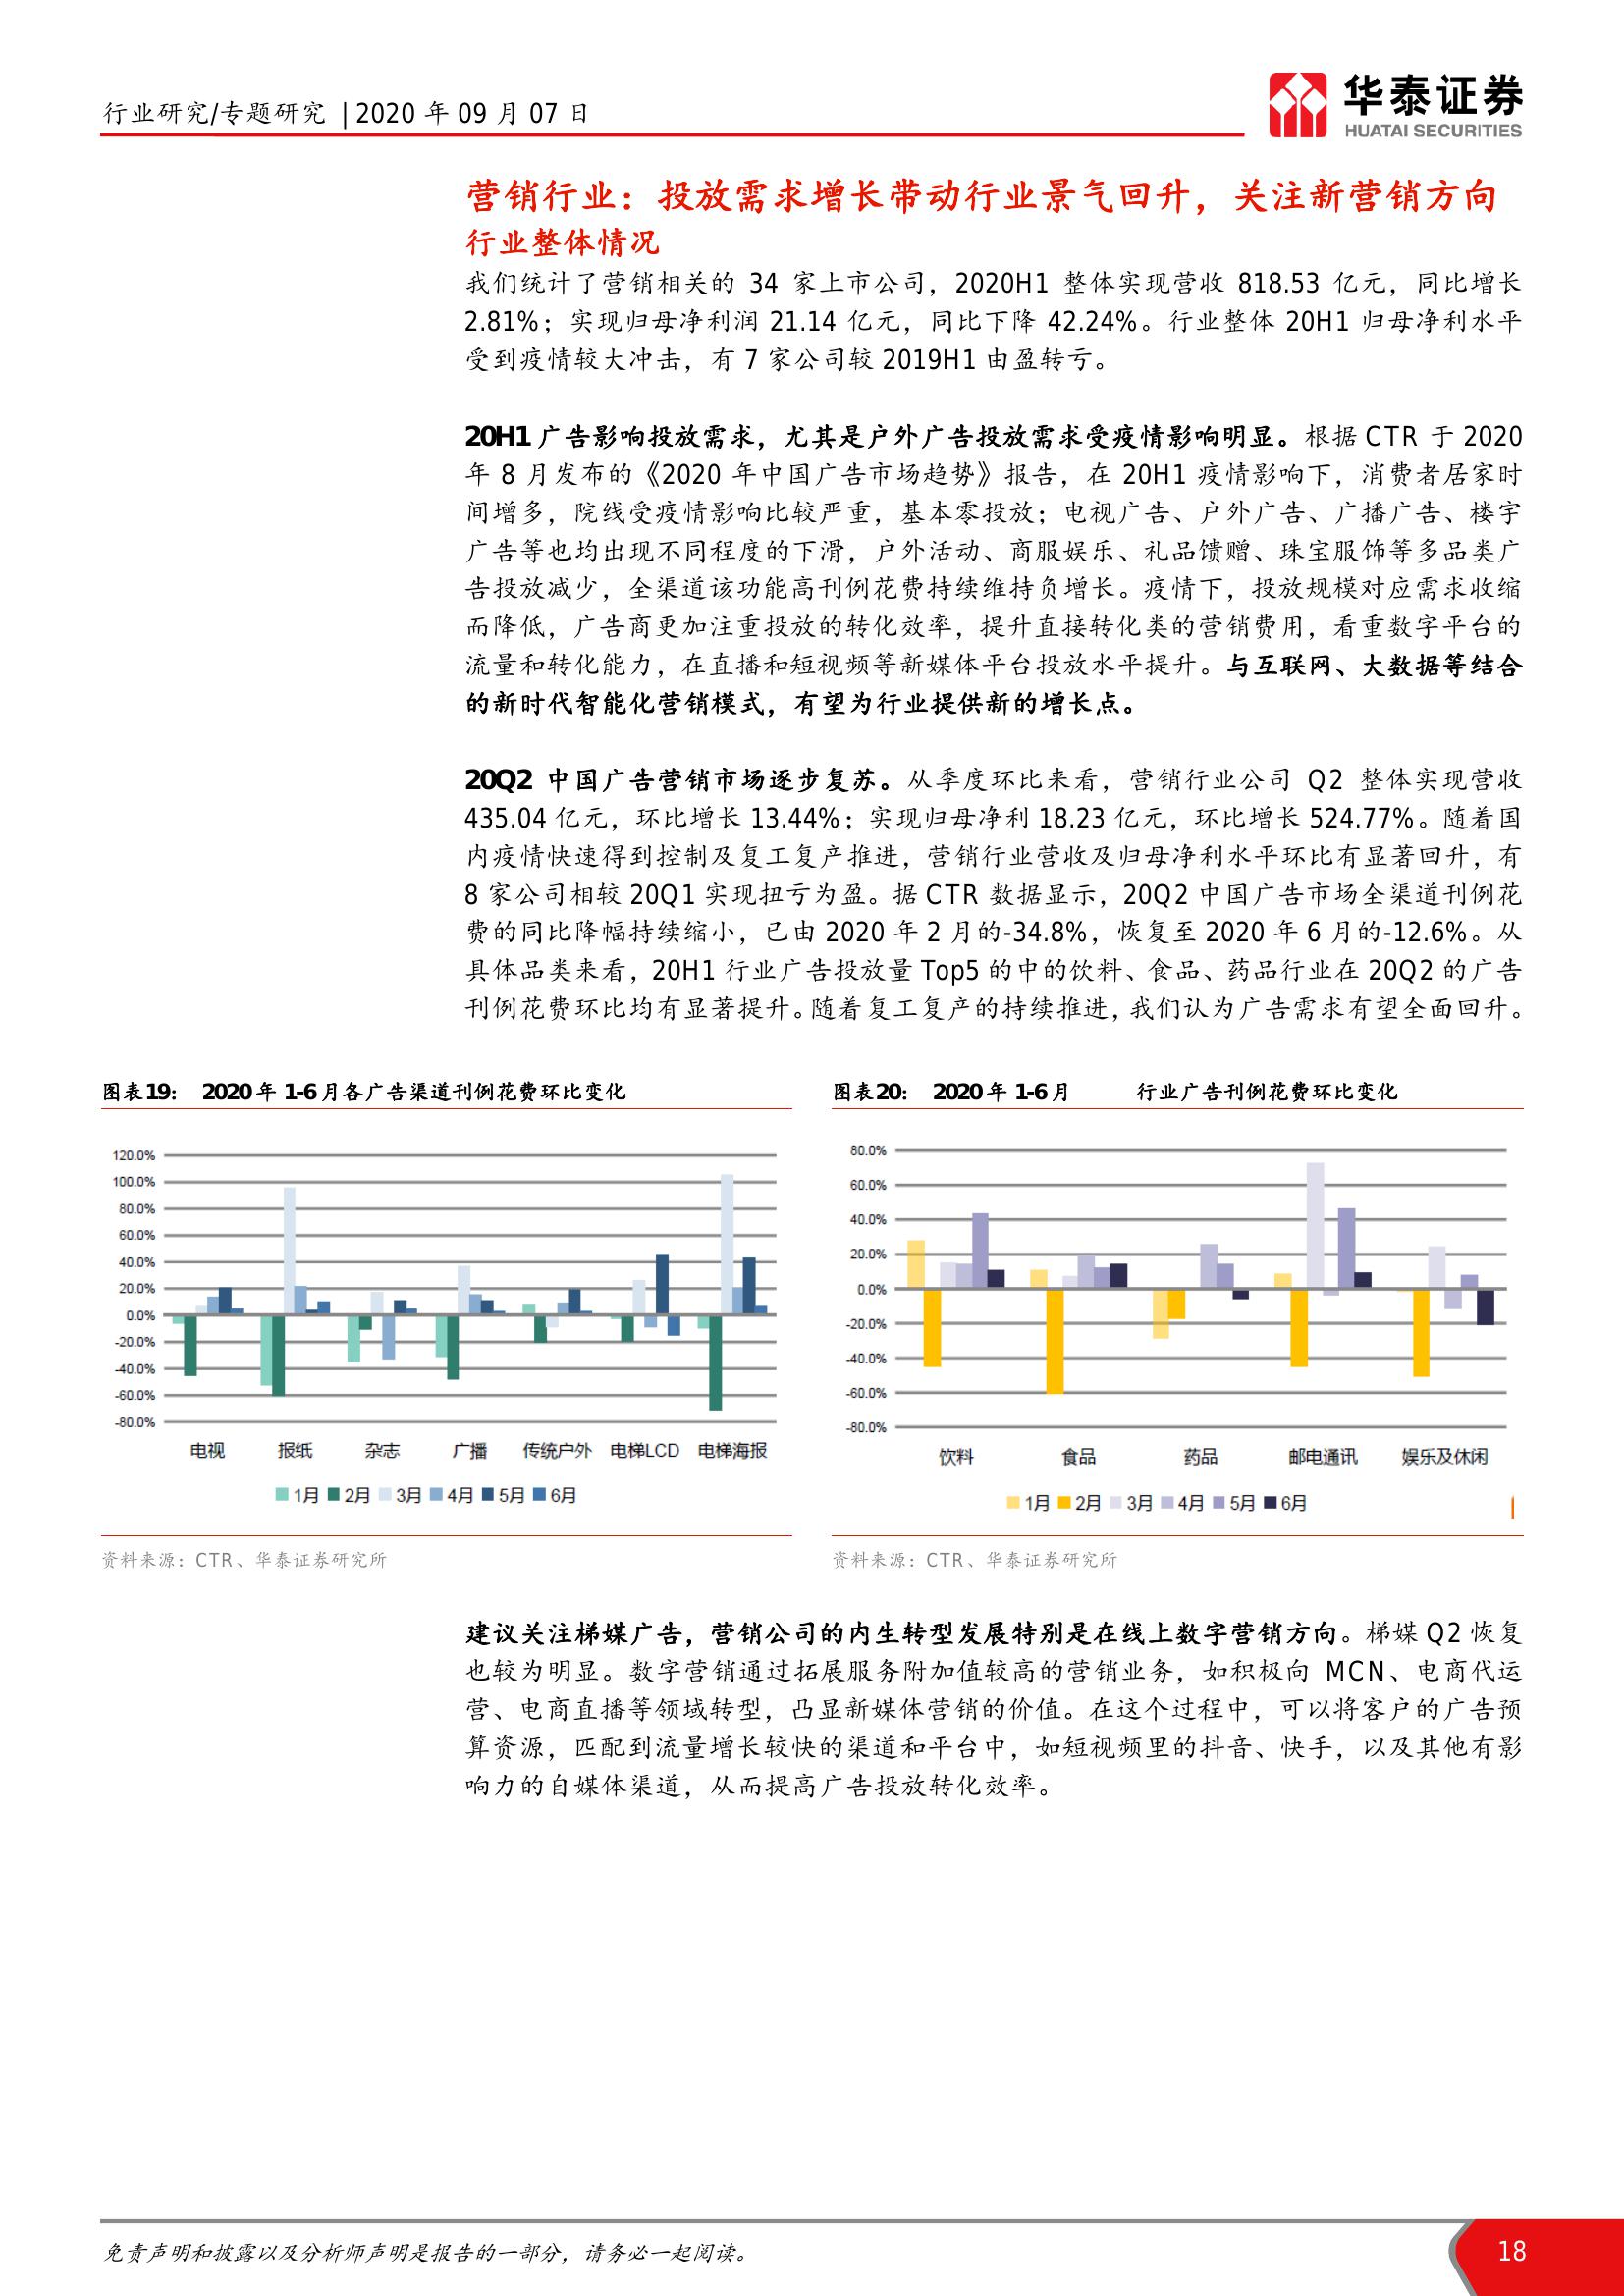 行业研究/专题研究 | 2020 年 09 月 07 日
华泰证券
HUATAI SECURITIES
营销行业：投放需求增长带动行业景气回升，关注新营销方向
行业整体情况
我们统计了营销相关的 34 家上市公司，2020H1 整体实现营收 818.53 亿元，同比增长
2.81%；实现归母净利润 21.14 亿元，同比下降 42.24%。行业整体 20H1 归母净利水平
受到疫情较大冲击，有 7 家公司较 2019H1 由盈转亏。
20H1 广告影响投放需求，尤其是户外广告投放需求受疫情影响明显。根据 CTR 于 2020
年 8 月发布的《2020 年中国广告市场趋势》报告，在 20H1 疫情影响下，消费者居家时
间增多，院线受疫情影响比较严重，基本零投放；电视广告、户外广告、广播广告、楼宇
广告等也均出现不同程度的下滑，户外活动、商服娱乐、礼品馈赠、珠宝服饰等多品类广
告投放减少，全渠道该功能高刊例花费持续维持负增长。疫情下，投放规模对应需求收缩
而降低，广告商更加注重投放的转化效率，提升直接转化类的营销费用，看重数字平台的
流量和转化能力，在直播和短视频等新媒体平台投放水平提升。与互联网、大数据等结合
的新时代智能化营销模式，有望为行业提供新的增长点。
20Q2 中国广告营销市场逐步复苏。从季度环比来看，营销行业公司 Q2 整体实现营收
435.04 亿元，环比增长 13.44%；实现归母净利 18.23 亿元，环比增长 524.77%。随着国
内疫情快速得到控制及复工复产推进，营销行业营收及归母净利水平环比有显著回升，有
8 家公司相较 20Q1 实现扭亏为盈。据 CTR 数据显示，20Q2 中国广告市场全渠道刊例花
费的同比降幅持续缩小，已由 2020 年 2 月的-34.8%，恢复至 2020 年 6 月的-12.6%。从
具体品类来看，20H1 行业广告投放量 Top5 的中的饮料、食品、药品行业在 20Q2 的广告
刊例花费环比均有显著提升。随着复工复产的持续推进，我们认为广告需求有望全面回升。
图表19： 2020 年 1-6 月各广告渠道刊例花费环比变化
120.0%
100.0%
80.0%
60.0%
40.0%
20.0%
0.0%
-20.0%
-40.0%
-60.0%
-80.0%
电视 报纸 杂志 广播 传统户外 电梯LCD 电梯海报
1月 2月 3月 4月 5月 6月
资料来源：CTR、华泰证券研究所
图表20： 2020 年 1-6 月 行业广告刊例花费环比变化
80.0%
60.0%
40.0%
20.0%
0.0%
-20.0%
-40.0%
-60.0%
-80.0%
饮料 食品 药品 邮电通讯 娱乐及休闲
1月 2月 3月 4月 5月 6月
资料来源：CTR、华泰证券研究所
建议关注梯媒广告，营销公司的内生转型发展特别是在线上数字营销方向。梯媒 Q2 恢复
也较为明显。数字营销通过拓展服务附加值较高的营销业务，如积极向 MCN、电商代运
营、电商直播等领域转型，凸显新媒体营销的价值。在这个过程中，可以将客户的广告预
算资源，匹配到流量增长较快的渠道和平台中，如短视频里的抖音、快手，以及其他有影
响力的自媒体渠道，从而提高广告投放转化效率。
免责声明和披露以及分析师声明是报告的一部分，请务必一起阅读。
18